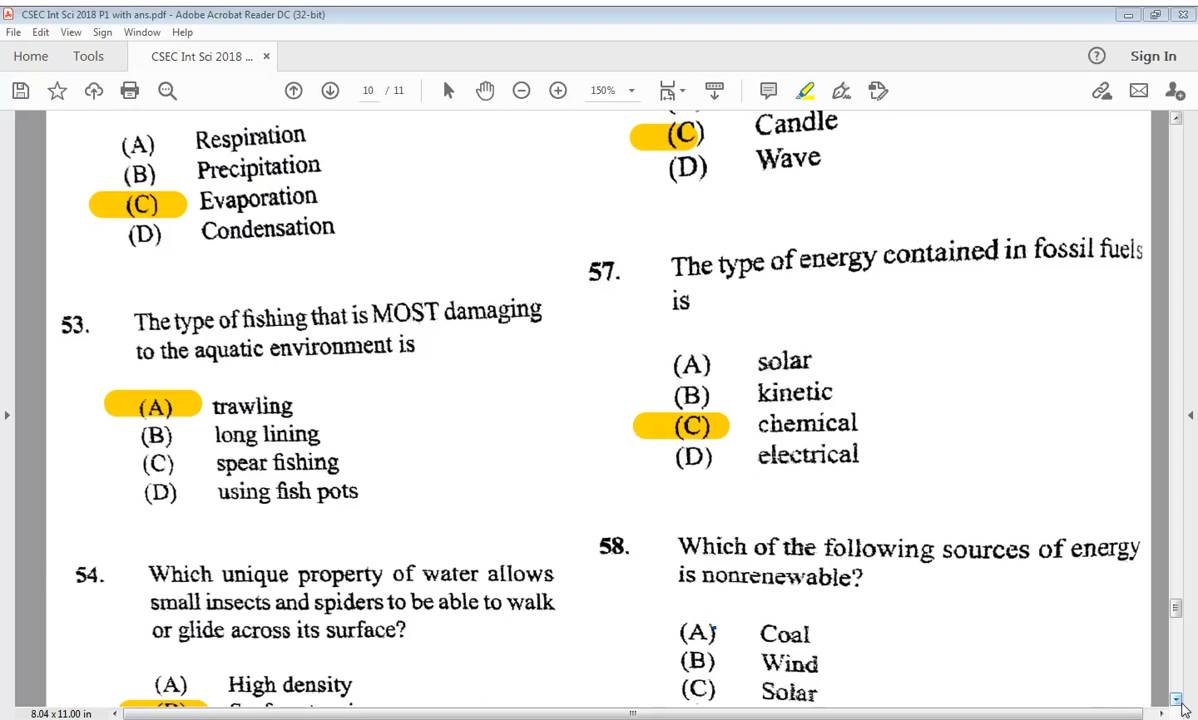 CSEC Int Sci 2018 P1 with ans.pdf - Adobe Acrobat Reader DC (32-bit)
File Edit View Sign Window Help
Home Tools CSEC Int Sci 2018 ... × ? Sign In
10 / 11 150%
(A) Respiration
(B) Precipitation
(C) Evaporation
(D) Condensation
53. The type of fishing that is MOST damaging
to the aquatic environment is
(A) trawling
(B) long lining
(C) spear fishing
(D) using fish pots
54. Which unique property of water allows
small insects and spiders to be able to walk
or glide across its surface?
(A) High density
(C) Candle
(D) Wave
57. The type of energy contained in fossil fuels
is
(A) solar
(B) kinetic
(C) chemical
(D) electrical
58. Which of the following sources of energy
is nonrenewable?
(A) Coal
(B) Wind
(C) Solar
8.04 x 11.00 in